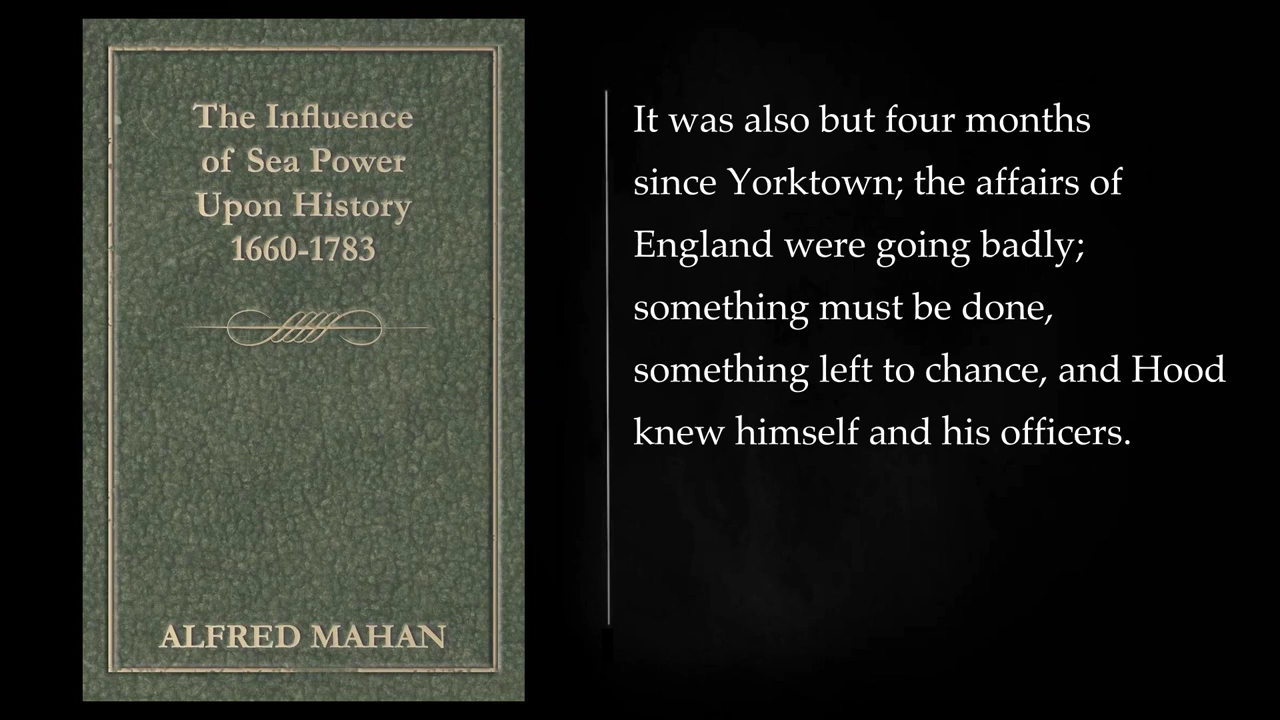 The Influence
of Sea Power
Upon History
1660-1783
ALFRED MAHAN
It was also but four months
since Yorktown; the affairs of
England were going badly;
something must be done,
something left to chance, and Hood
knew himself and his officers.